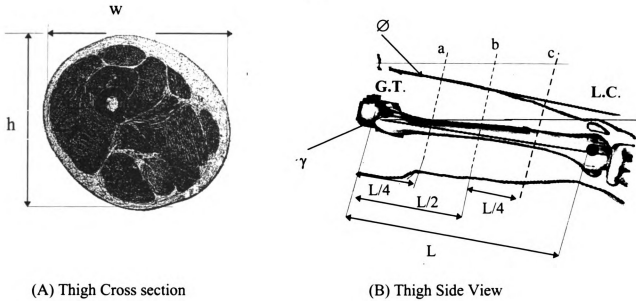 w
h
(A) Thigh Cross section
Ø
a
b
c
G.T.
L.C.
γ
L/4
L/2
L/4
L
(B) Thigh Side View